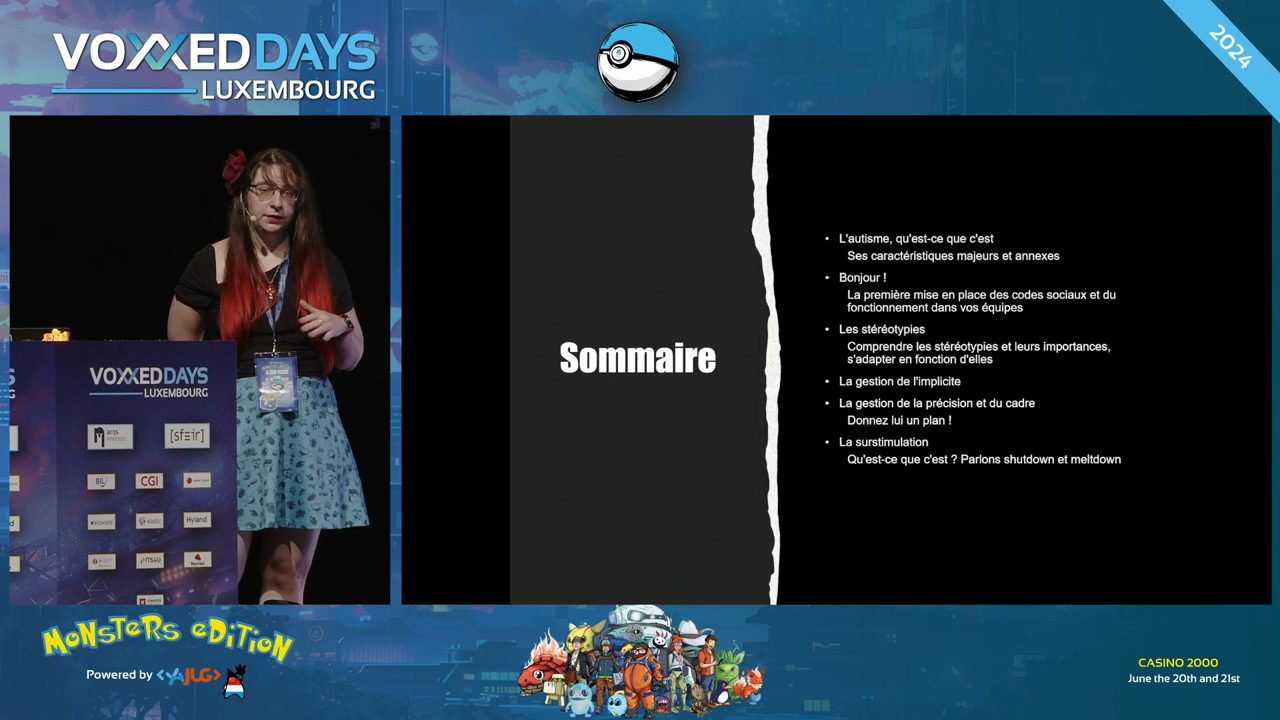 VOXXED DAYS
LUXEMBOURG
2024
Sommaire
• L'autisme, qu'est-ce que c'est
Ses caractéristiques majeurs et annexes
• Bonjour !
La première mise en place des codes sociaux et du
fonctionnement dans vos équipes
• Les stéréotypies
Comprendre les stéréotypies et leurs importances,
s'adapter en fonction d'elles
• La gestion de l'implicite
• La gestion de la précision et du cadre
Donnez lui un plan !
• La surstimulation
Qu'est-ce que c'est ? Parlons shutdown et meltdown
VOXXED DAYS
LUXEMBOURG
arηs
[sfeir]
BIL
CGI
elastic
Hyland
MONSTERS EDITION
Powered by <YAJUG>
CASINO 2000
June the 20th and 21st